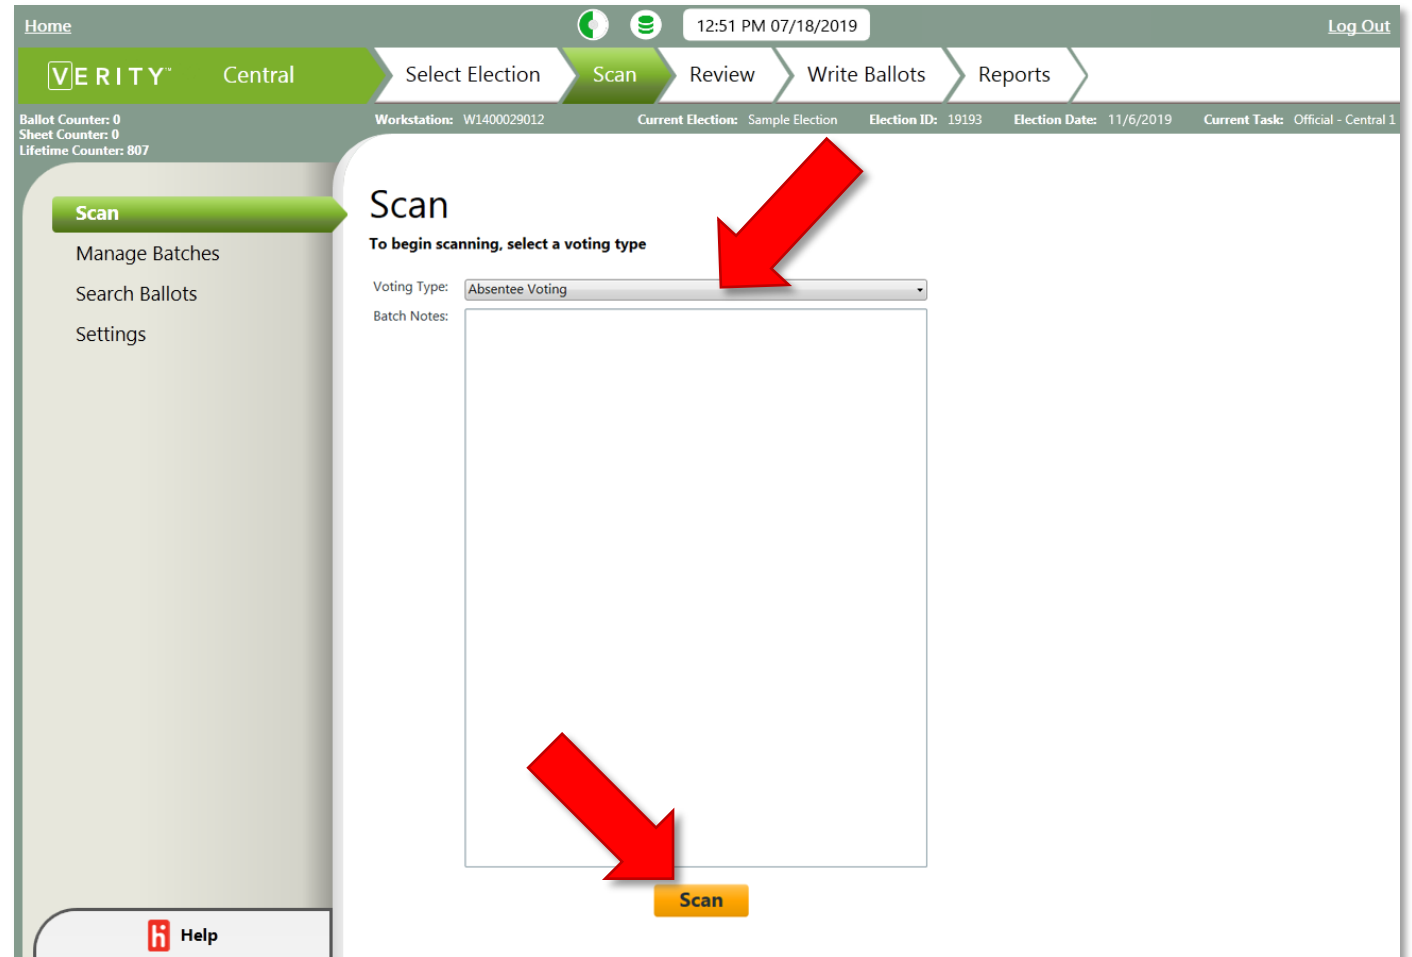 Home 12:51 PM 07/18/2019 Log Out
VERITY™ Central Select Election Scan Review Write Ballots Reports
Ballot Counter: 0
Sheet Counter: 0
Lifetime Counter: 807
Workstation: W1400029012 Current Election: Sample Election Election ID: 19193 Election Date: 11/6/2019 Current Task: Official - Central 1
Scan
Manage Batches
Search Ballots
Settings
Scan
To begin scanning, select a voting type
Voting Type: Absentee Voting
Batch Notes:
Scan
h Help